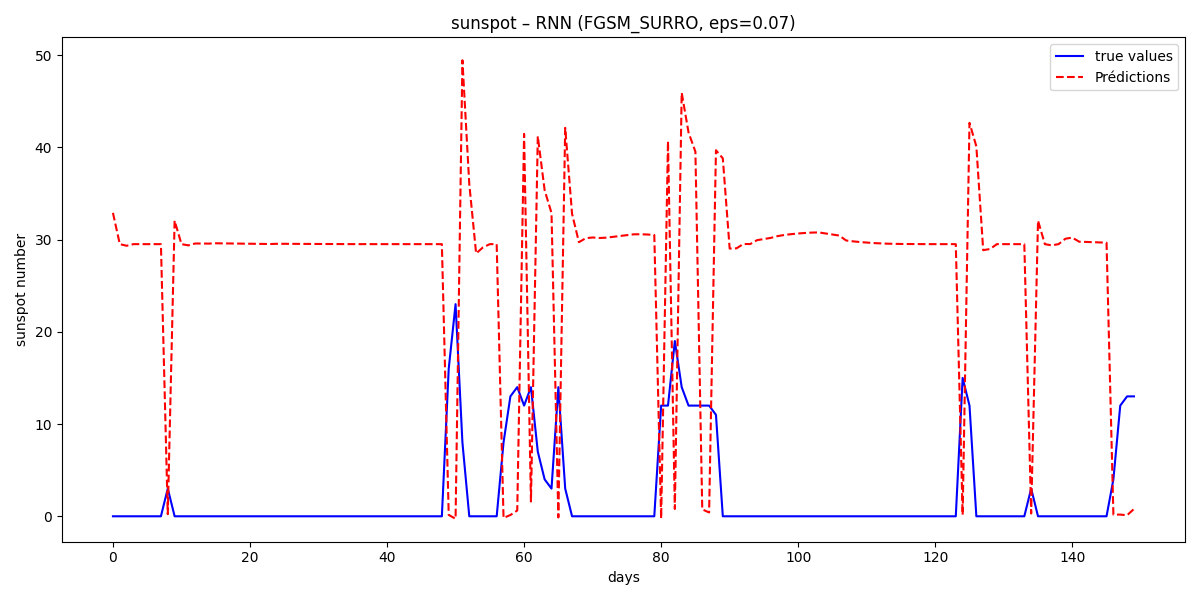 sunspot – RNN (FGSM_SURRO, eps=0.07)
true values
Prédictions
sunspot number
50
40
30
20
10
0
0 20 40 60 80 100 120 140
days